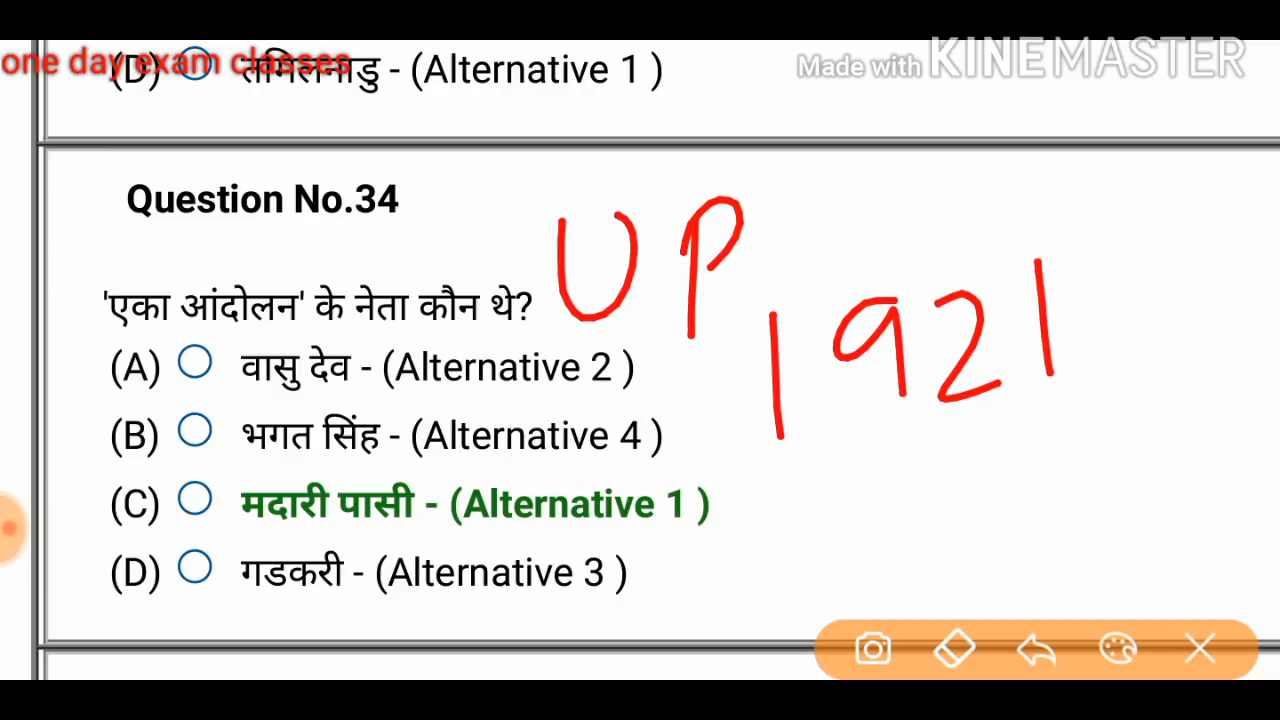 one day exam classes
Made with KINEMASTER
(D) तमिलनाडु - (Alternative 1 )
Question No.34
UP
1921
'एका आंदोलन' के नेता कौन थे?
(A) वासु देव - (Alternative 2 )
(B) भगत सिंह - (Alternative 4 )
(C) मदारी पासी - (Alternative 1 )
(D) गडकरी - (Alternative 3 )